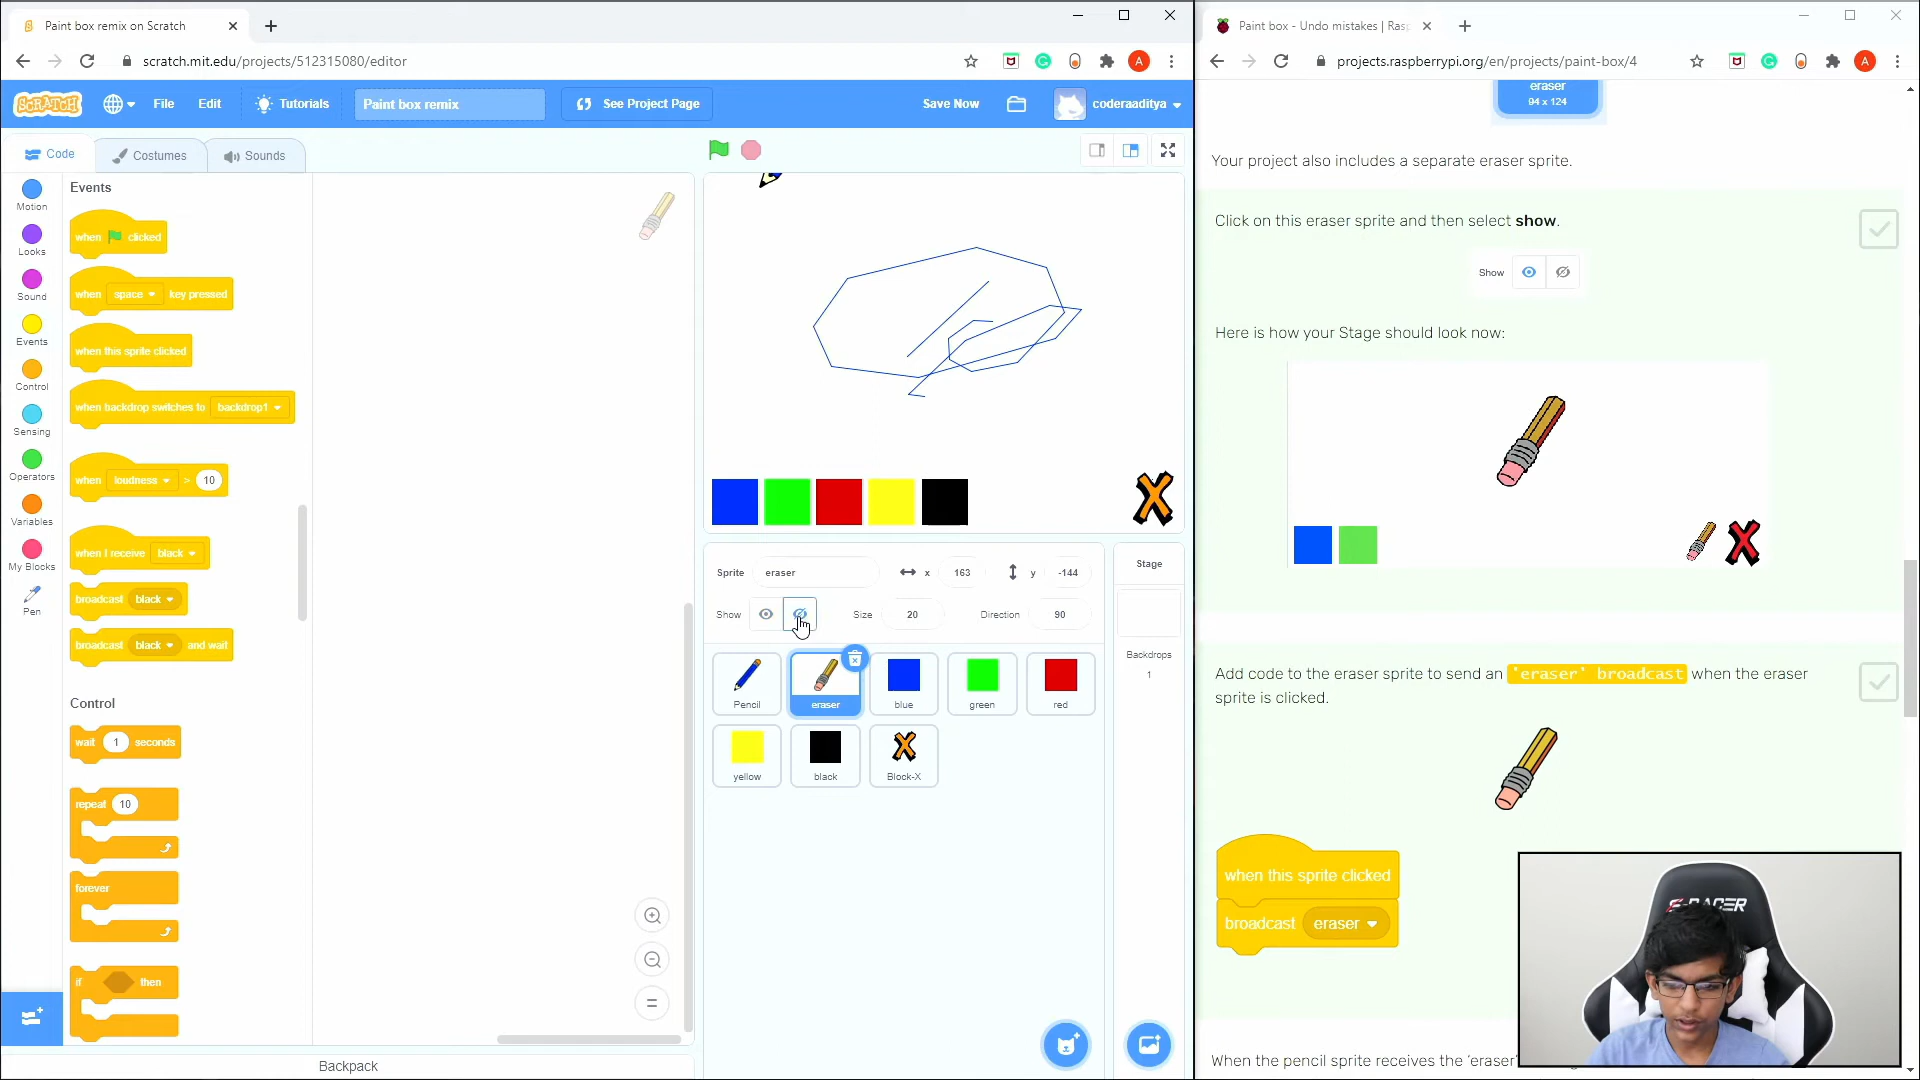 Paint box remix on Scratch
scratch.mit.edu/projects/512315080/editor
A
SCRATCH
File
Edit
Tutorials
Paint box remix
See Project Page
Save Now
coderaaditya
Code
Costumes
Sounds
Motion
Looks
Sound
Events
Control
Sensing
Operators
Variables
My Blocks
Pen
Events
when clicked
when space key pressed
when this sprite clicked
when backdrop switches to backdrop1
when loudness > 10
when I receive black
broadcast black
broadcast black and wait
Control
wait 1 seconds
repeat 10
forever
if then
Backpack
Sprite eraser x 163 y -144
Show Size 20 Direction 90
Pencil
eraser
blue
green
red
yellow
black
Block-X
Stage
Backdrops
1
Paint box - Undo mistakes | Rasp
projects.raspberrypi.org/en/projects/paint-box/4
A
eraser
94 x 124
Your project also includes a separate eraser sprite.
Click on this eraser sprite and then select show.
Show
Here is how your Stage should look now:
Add code to the eraser sprite to send an 'eraser' broadcast when the eraser
sprite is clicked.
when this sprite clicked
broadcast eraser
When the pencil sprite receives the 'eraser'